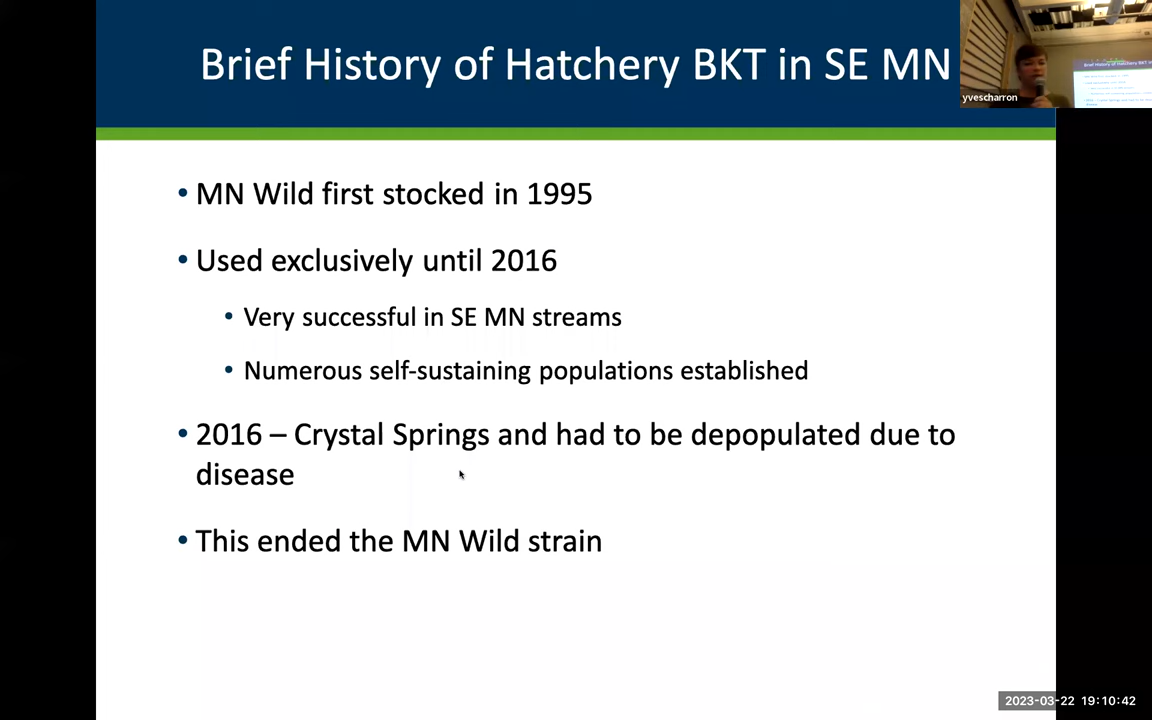 Brief History of Hatchery BKT in SE MN
yvescharron
• MN Wild first stocked in 1995
• Used exclusively until 2016
• Very successful in SE MN streams
• Numerous self-sustaining populations established
• 2016 – Crystal Springs and had to be depopulated due to
disease
• This ended the MN Wild strain
2023-03-22 19:10:42